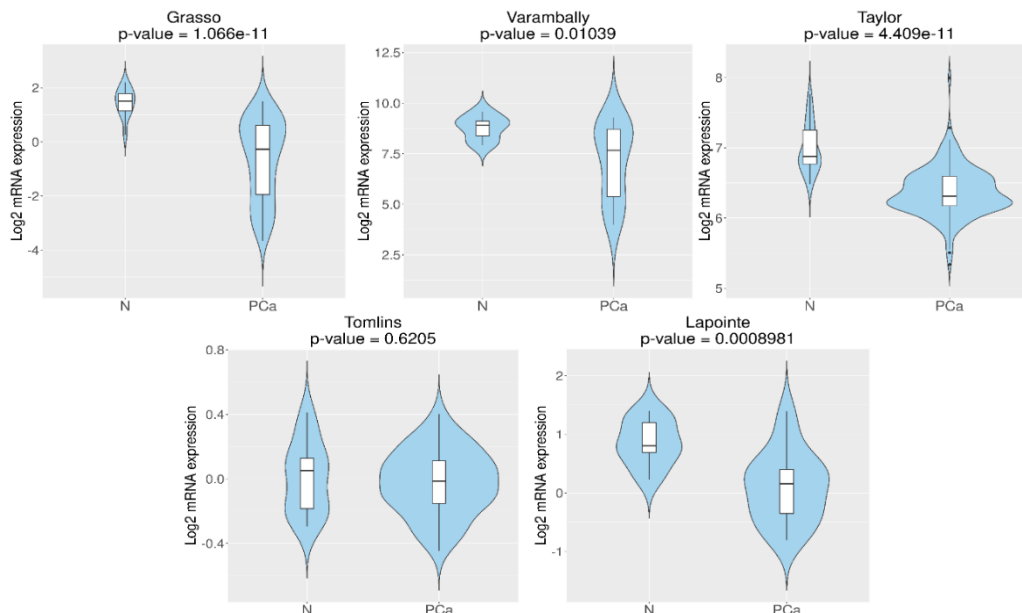 Grasso
p-value = 1.066e-11
Log2 mRNA expression
2
0
-2
-4
N
PCa
Varambally
p-value = 0.01039
Log2 mRNA expression
12.5
10.0
7.5
5.0
2.5
N
PCa
Taylor
p-value = 4.409e-11
Log2 mRNA expression
8
7
6
5
N
PCa
Tomlins
p-value = 0.6205
Log2 mRNA expression
0.8
0.4
0.0
-0.4
N
PCa
Lapointe
p-value = 0.0008981
Log2 mRNA expression
2
1
0
-1
N
PCa